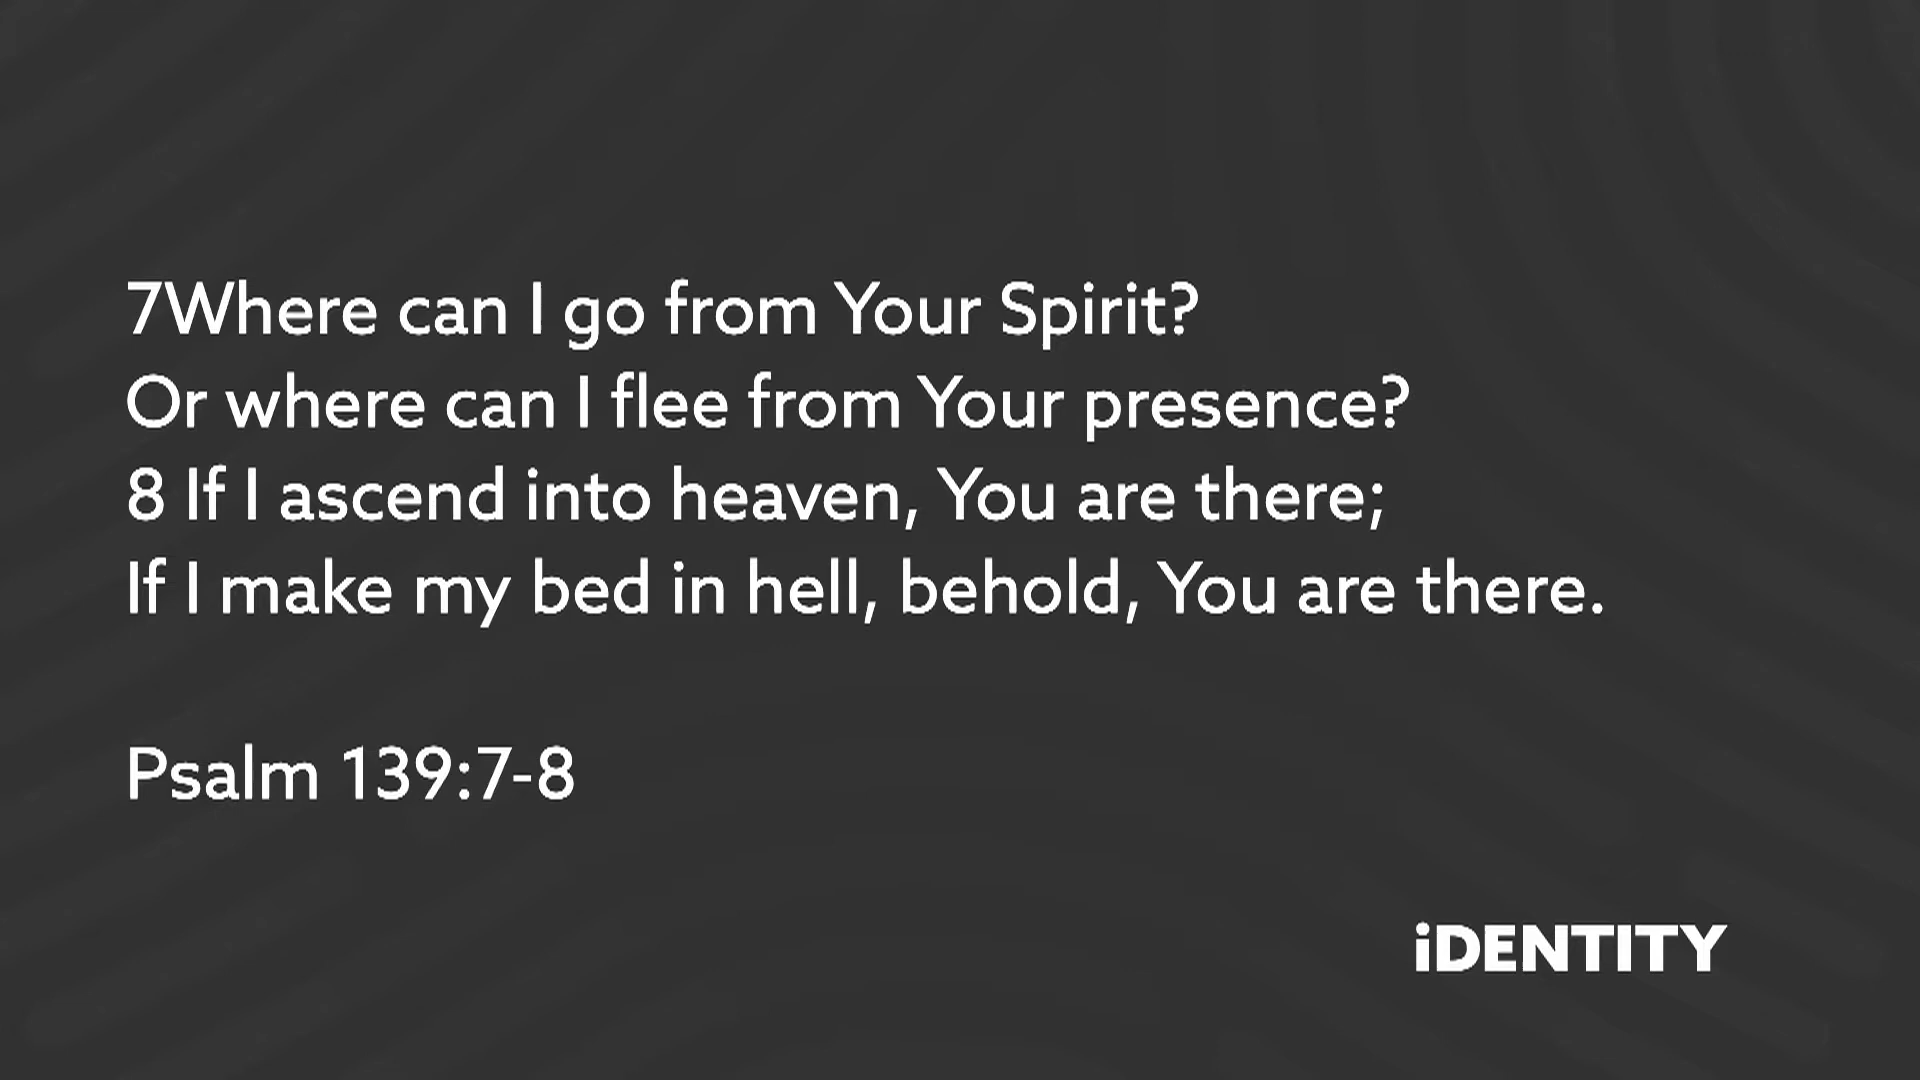 7Where can I go from Your Spirit?
Or where can I flee from Your presence?
8 If I ascend into heaven, You are there;
If I make my bed in hell, behold, You are there.
Psalm 139:7-8
iDENTITY